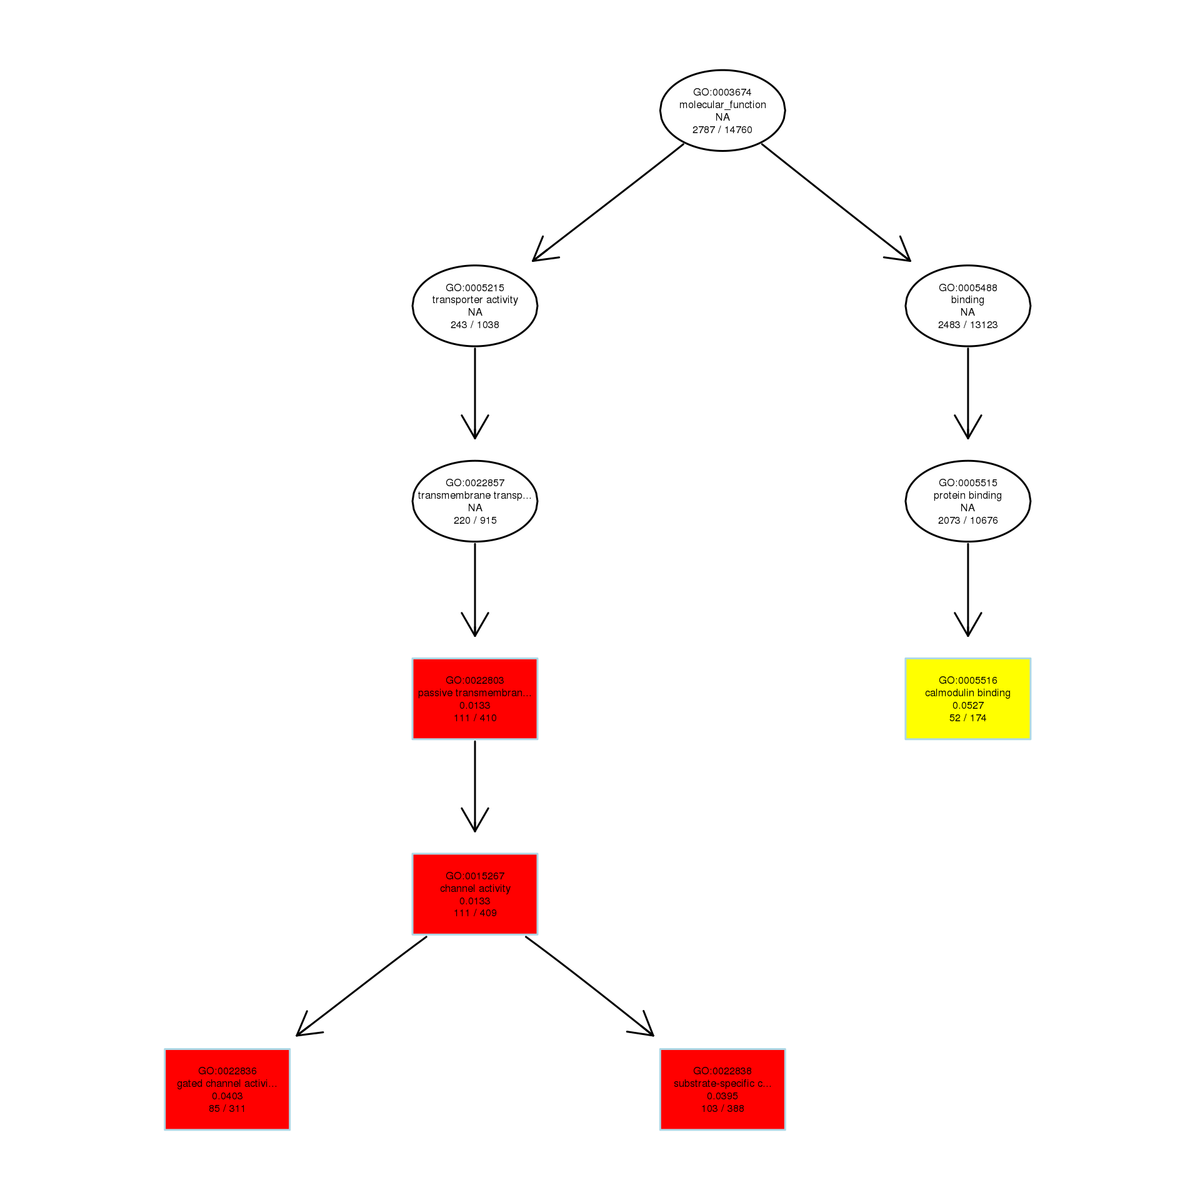 GO:0003674
molecular_function
NA
2787 / 14760
GO:0005215
transporter activity
NA
243 / 1038
GO:0005488
binding
NA
2483 / 13123
GO:0022857
transmembrane transp...
NA
220 / 915
GO:0005515
protein binding
NA
2073 / 10676
GO:0022803
passive transmembran...
0.0133
111 / 410
GO:0005516
calmodulin binding
0.0527
52 / 174
GO:0015267
channel activity
0.0133
111 / 409
GO:0022836
gated channel activi...
0.0403
85 / 311
GO:0022838
substrate-specific c...
0.0395
103 / 388